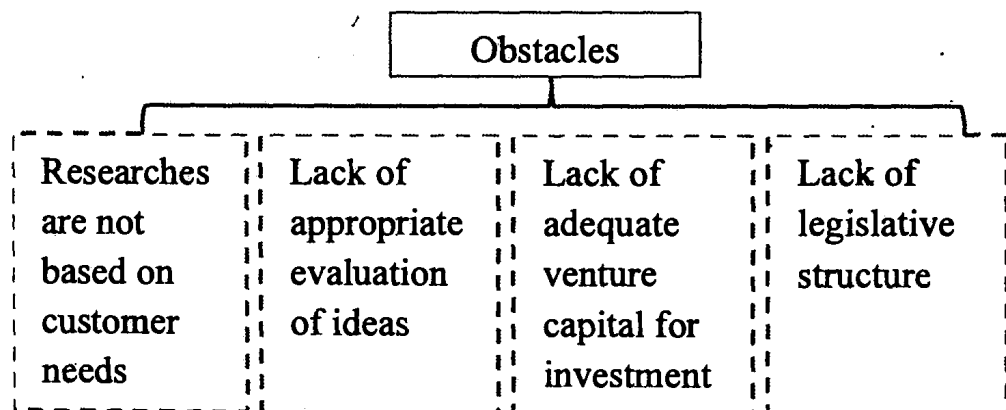 Obstacles
Researches
are not
based on
customer
needs
Lack of
appropriate
evaluation
of ideas
Lack of
adequate
venture
capital for
investment
Lack of
legislative
structure